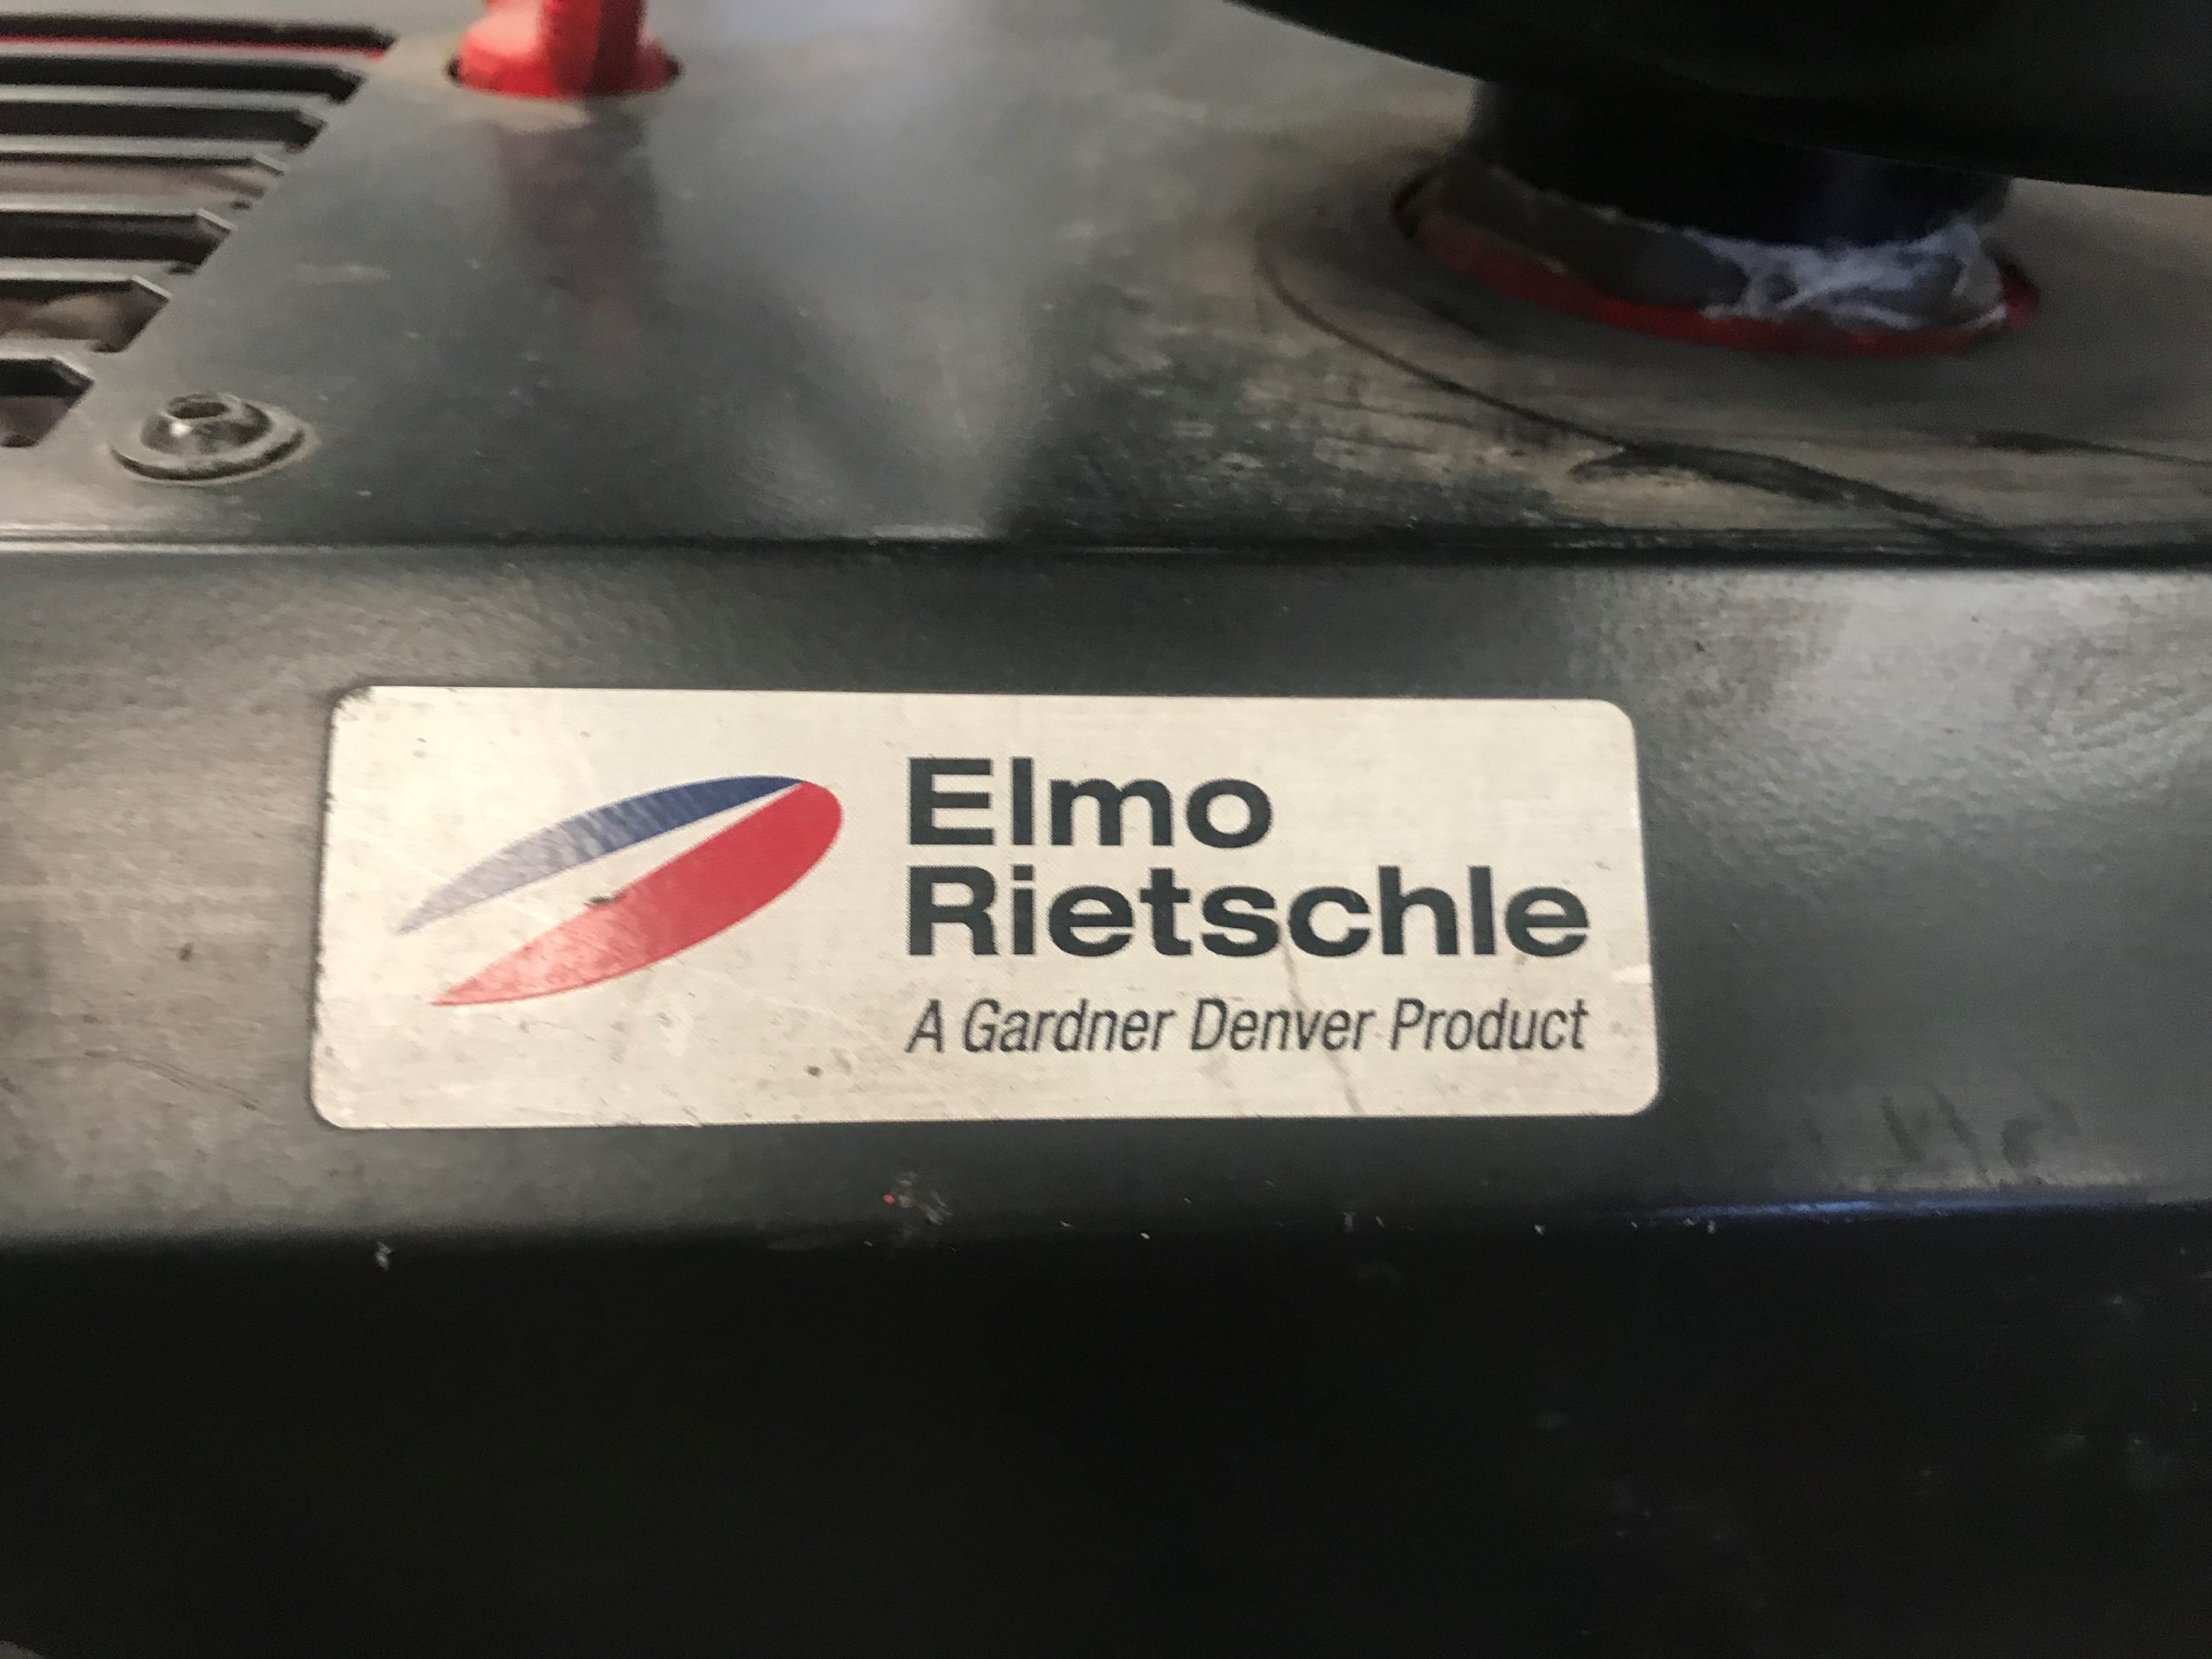 Elmo
Rietschle
A Gardner Denver Product